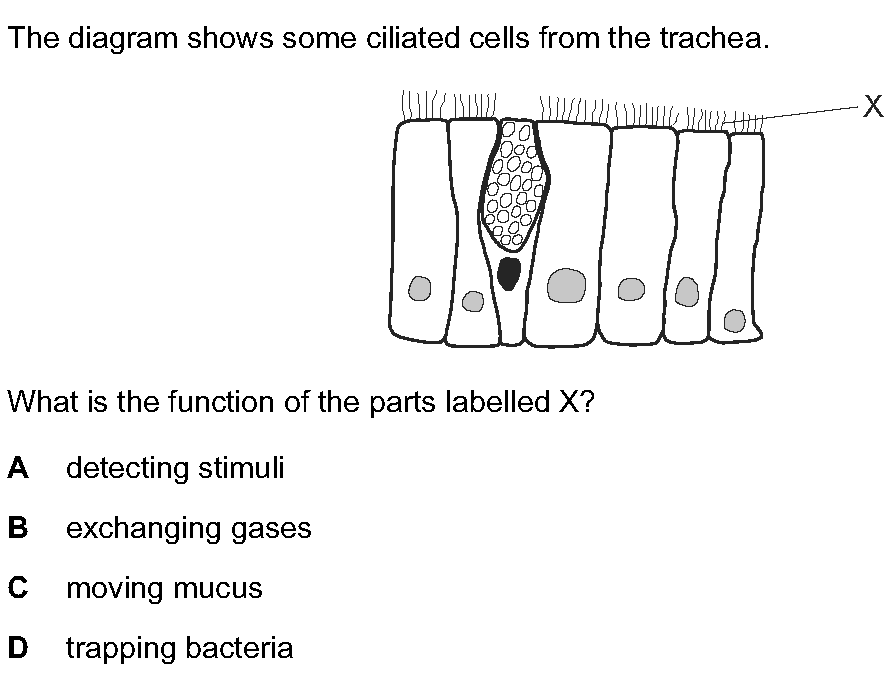 The diagram shows some ciliated cells from the trachea.
X
What is the function of the parts labelled X?
A detecting stimuli
B exchanging gases
C moving mucus
D trapping bacteria